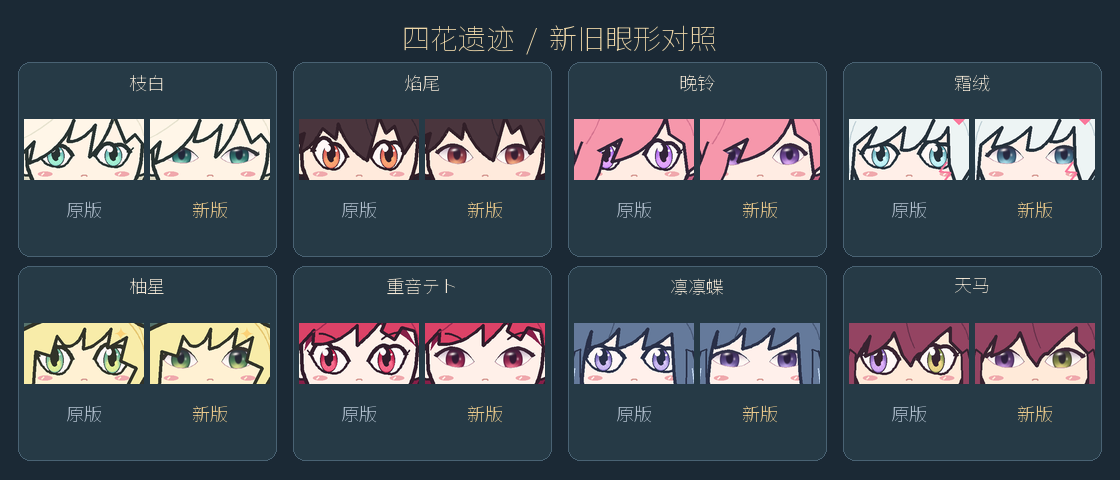 四花遗迹 / 新旧眼形对照
枝白
焰尾
晚铃
霜绒
原版 新版
原版 新版
原版 新版
原版 新版
柚星
重音テト
凛凛蝶
天马
原版 新版
原版 新版
原版 新版
原版 新版